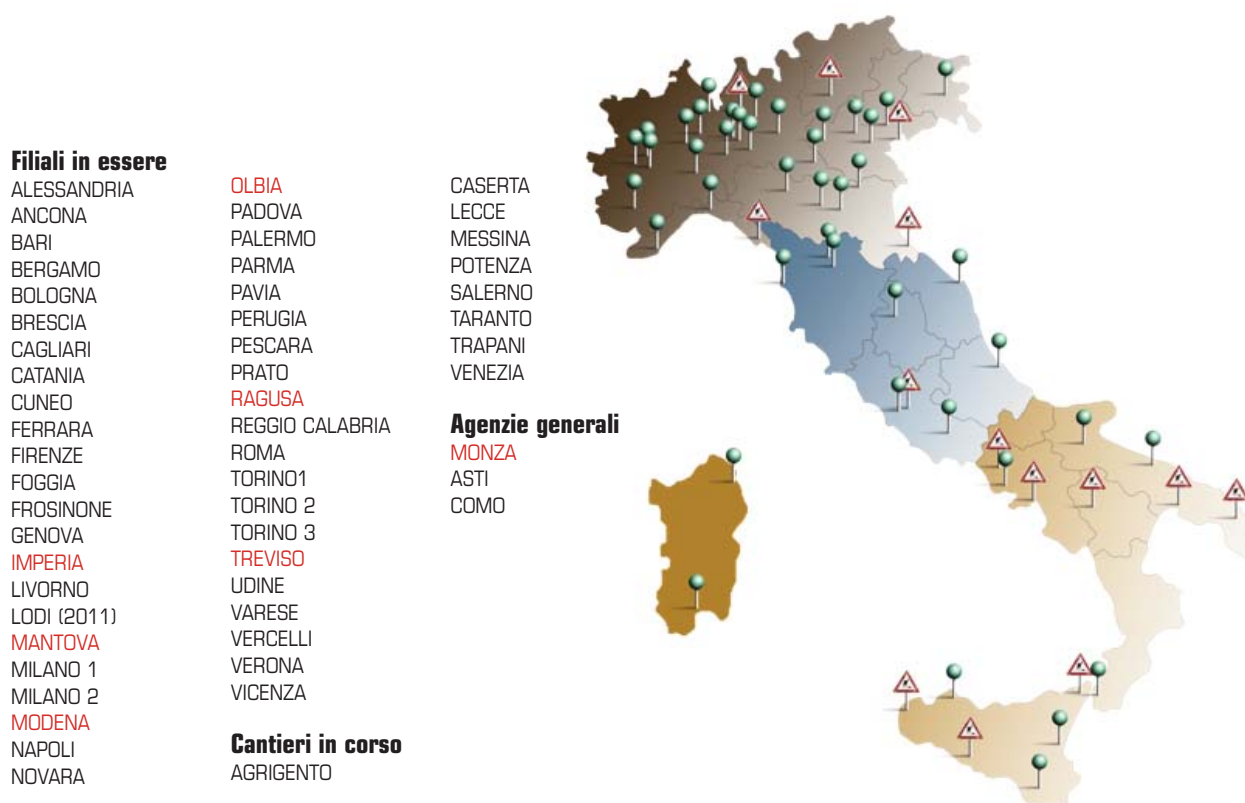 Filiali in essere
ALESSANDRIA
ANCONA
BARI
BERGAMO
BOLOGNA
BRESCIA
CAGLIARI
CATANIA
CUNEO
FERRARA
FIRENZE
FOGGIA
FROSINONE
GENOVA
IMPERIA
LIVORNO
LODI (2011)
MANTOVA
MILANO 1
MILANO 2
MODENA
NAPOLI
NOVARA
OLBIA
PADOVA
PALERMO
PARMA
PAVIA
PERUGIA
PESCARA
PRATO
RAGUSA
REGGIO CALABRIA
ROMA
TORINO1
TORINO 2
TORINO 3
TREVISO
UDINE
VARESE
VERCELLI
VERONA
VICENZA
Cantieri in corso
AGRIGENTO
CASERTA
LECCE
MESSINA
POTENZA
SALERNO
TARANTO
TRAPANI
VENEZIA
Agenzie generali
MONZA
ASTI
COMO